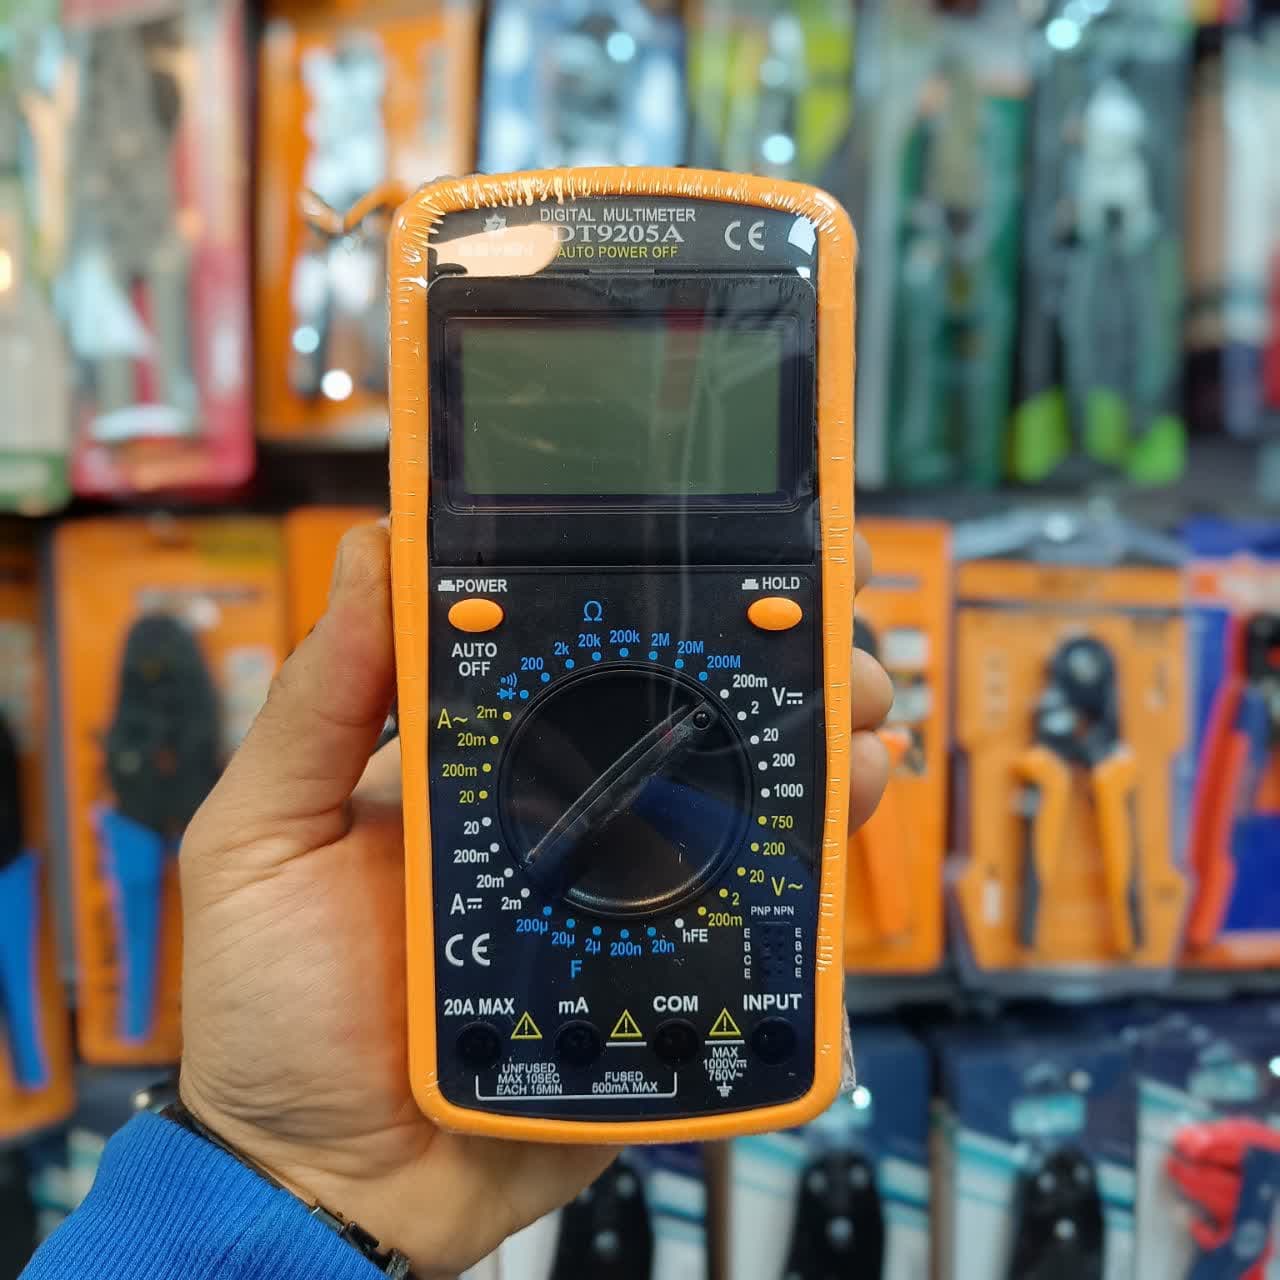 DIGITAL MULTIMETER
DT9205A
AUTO POWER OFF
CE
POWER
HOLD
AUTO
OFF
Ω
200
2k
20k
200k
2M
20M
200M
A~
2m
20m
200m
20
V⎓
200m
2
20
200
1000
20
200m
20m
2m
A⎓
750
200
20
2
200m
V~
CE
200µ
20µ
2µ
200n
20n
F
hFE
PNP NPN
E E
B B
C C
E E
20A MAX
mA
COM
INPUT
UNFUSED
MAX 10SEC
EACH 15MIN
FUSED
500mA MAX
MAX
1000V⎓
750V~